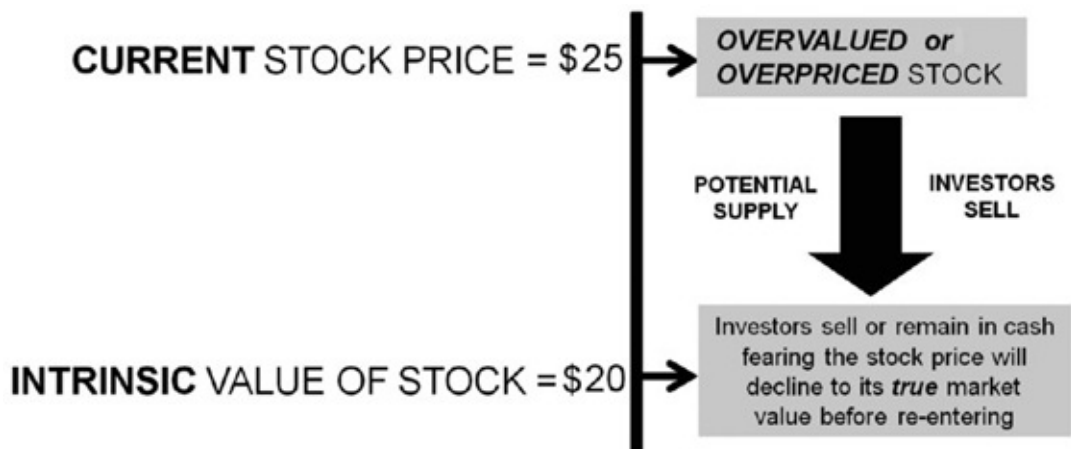 CURRENT STOCK PRICE = $25
OVERVALUED or
OVERPRICED STOCK
POTENTIAL
SUPPLY
INVESTORS
SELL
INTRINSIC VALUE OF STOCK = $20
Investors sell or remain in cash
fearing the stock price will
decline to its true market
value before re-entering